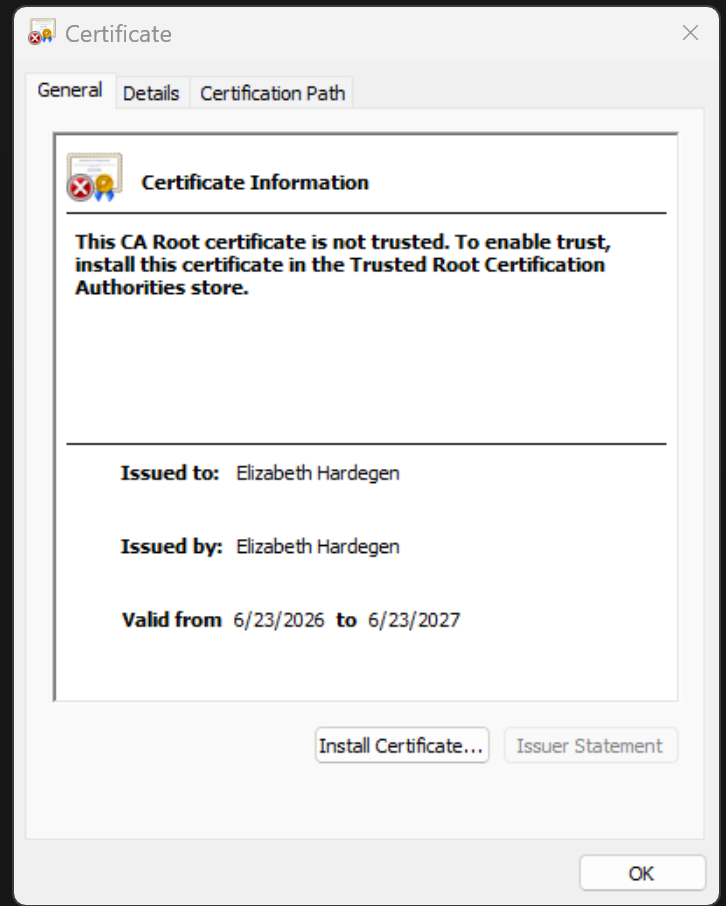 Certificate
General Details Certification Path
Certificate Information
This CA Root certificate is not trusted. To enable trust,
install this certificate in the Trusted Root Certification
Authorities store.
Issued to: Elizabeth Hardegen
Issued by: Elizabeth Hardegen
Valid from 6/23/2026 to 6/23/2027
Install Certificate... Issuer Statement
OK